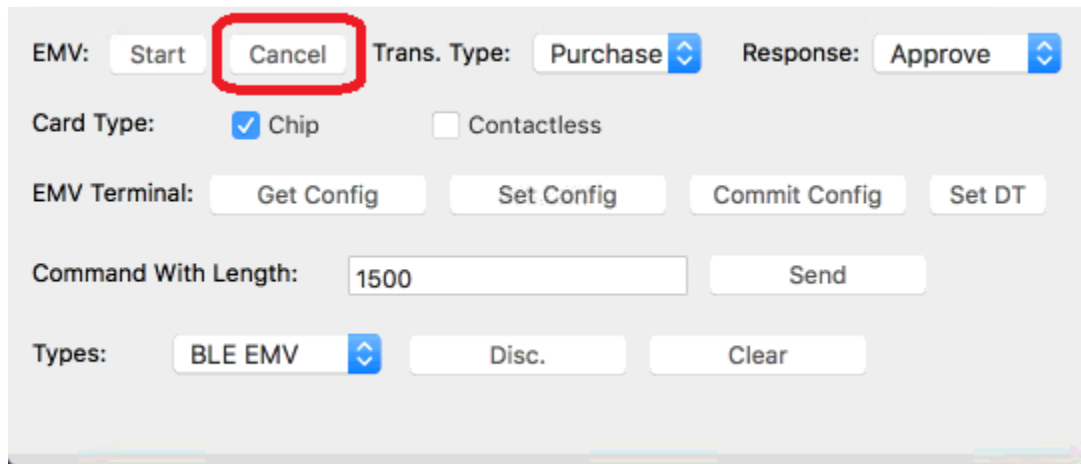 EMV: Start Cancel Trans. Type: Purchase Response: Approve
Card Type: Chip Contactless
EMV Terminal: Get Config Set Config Commit Config Set DT
Command With Length: 1500 Send
Types: BLE EMV Disc. Clear